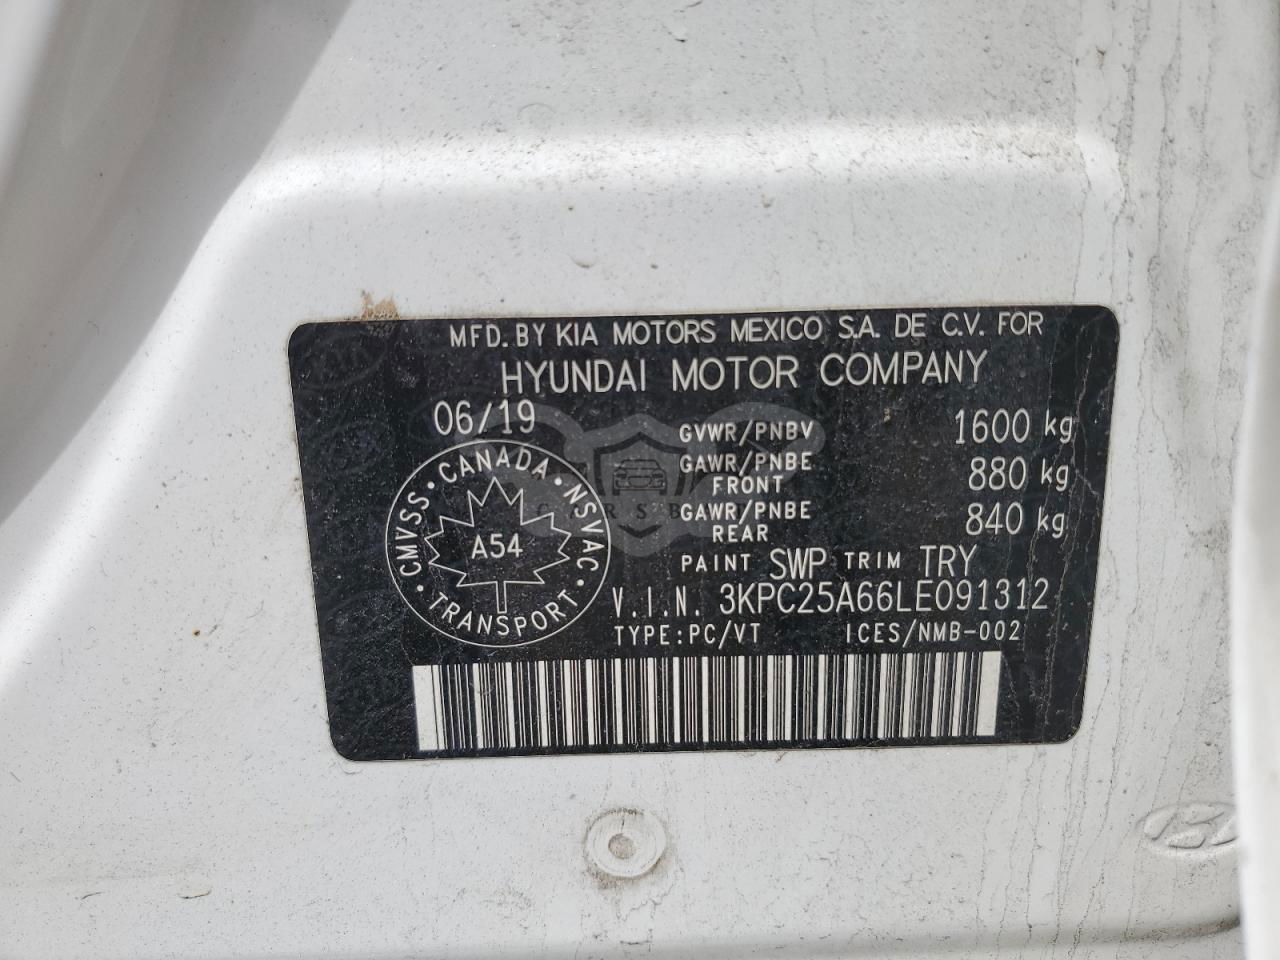 MFD. BY KIA MOTORS MEXICO S.A. DE C.V. FOR
HYUNDAI MOTOR COMPANY
06/19
GVWR/PNBV 1600 kg
GAWR/PNBE FRONT 880 kg
GAWR/PNBE REAR 840 kg
PAINT SWP TRIM TRY
V.I.N. 3KPC25A66LE091312
TYPE:PC/VT ICES/NMB-002
CMVSS · CANADA · NSVAC · TRANSPORT ·
A54